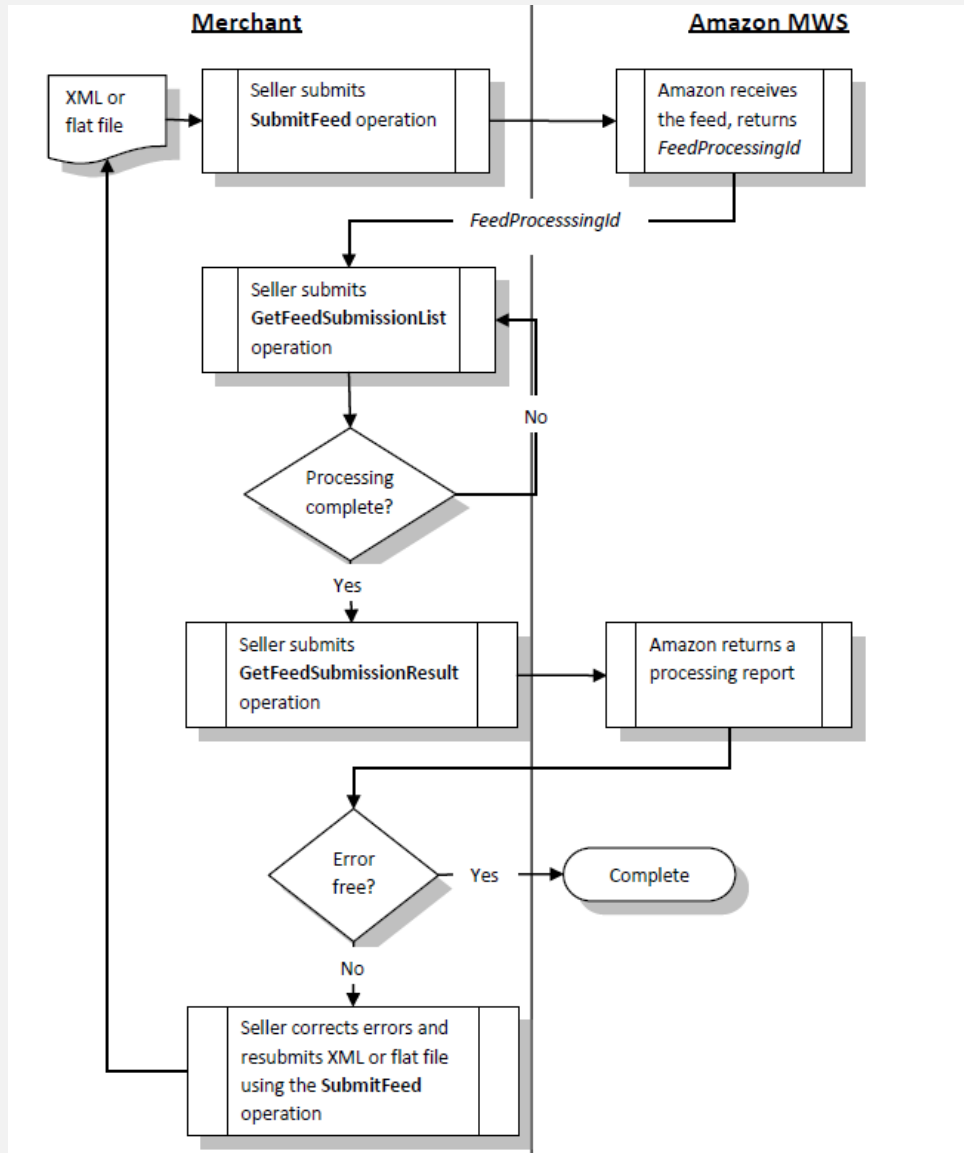 Merchant
Amazon MWS
XML or
flat file
Seller submits
SubmitFeed operation
Amazon receives
the feed, returns
FeedProcessingId
FeedProcesssingId
Seller submits
GetFeedSubmissionList
operation
No
Processing
complete?
Yes
Seller submits
GetFeedSubmissionResult
operation
Amazon returns a
processing report
Error
free?
Yes
Complete
No
Seller corrects errors and
resubmits XML or flat file
using the SubmitFeed
operation